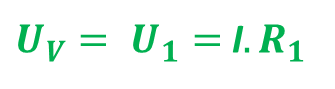 U_V = U_1 = I.R_1